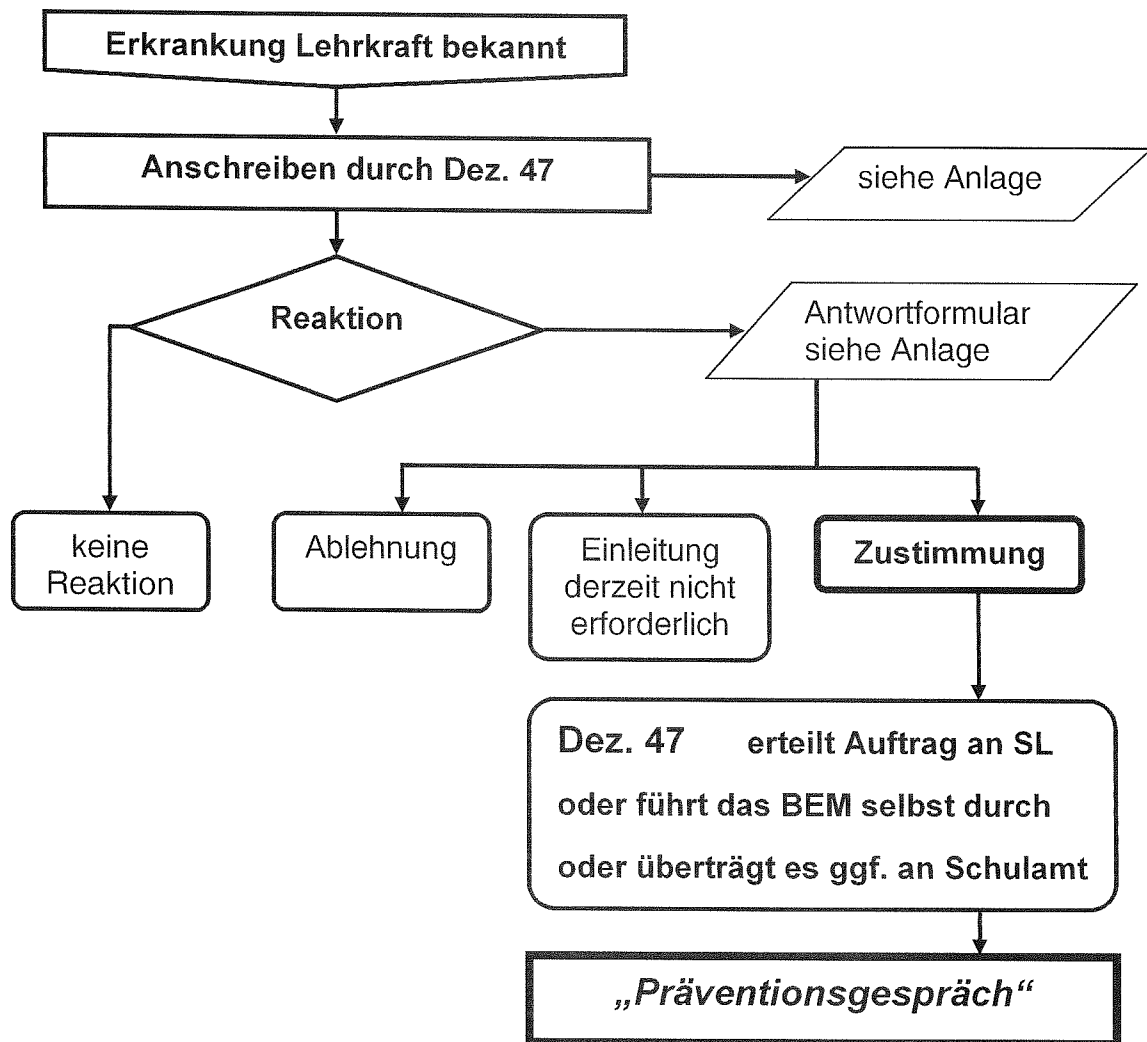 Erkrankung Lehrkraft bekannt
Anschreiben durch Dez. 47
siehe Anlage
Reaktion
Antwortformular
siehe Anlage
keine
Reaktion
Ablehnung
Einleitung
derzeit nicht
erforderlich
Zustimmung
Dez. 47 erteilt Auftrag an SL
oder führt das BEM selbst durch
oder überträgt es ggf. an Schulamt
„Präventionsgespräch“